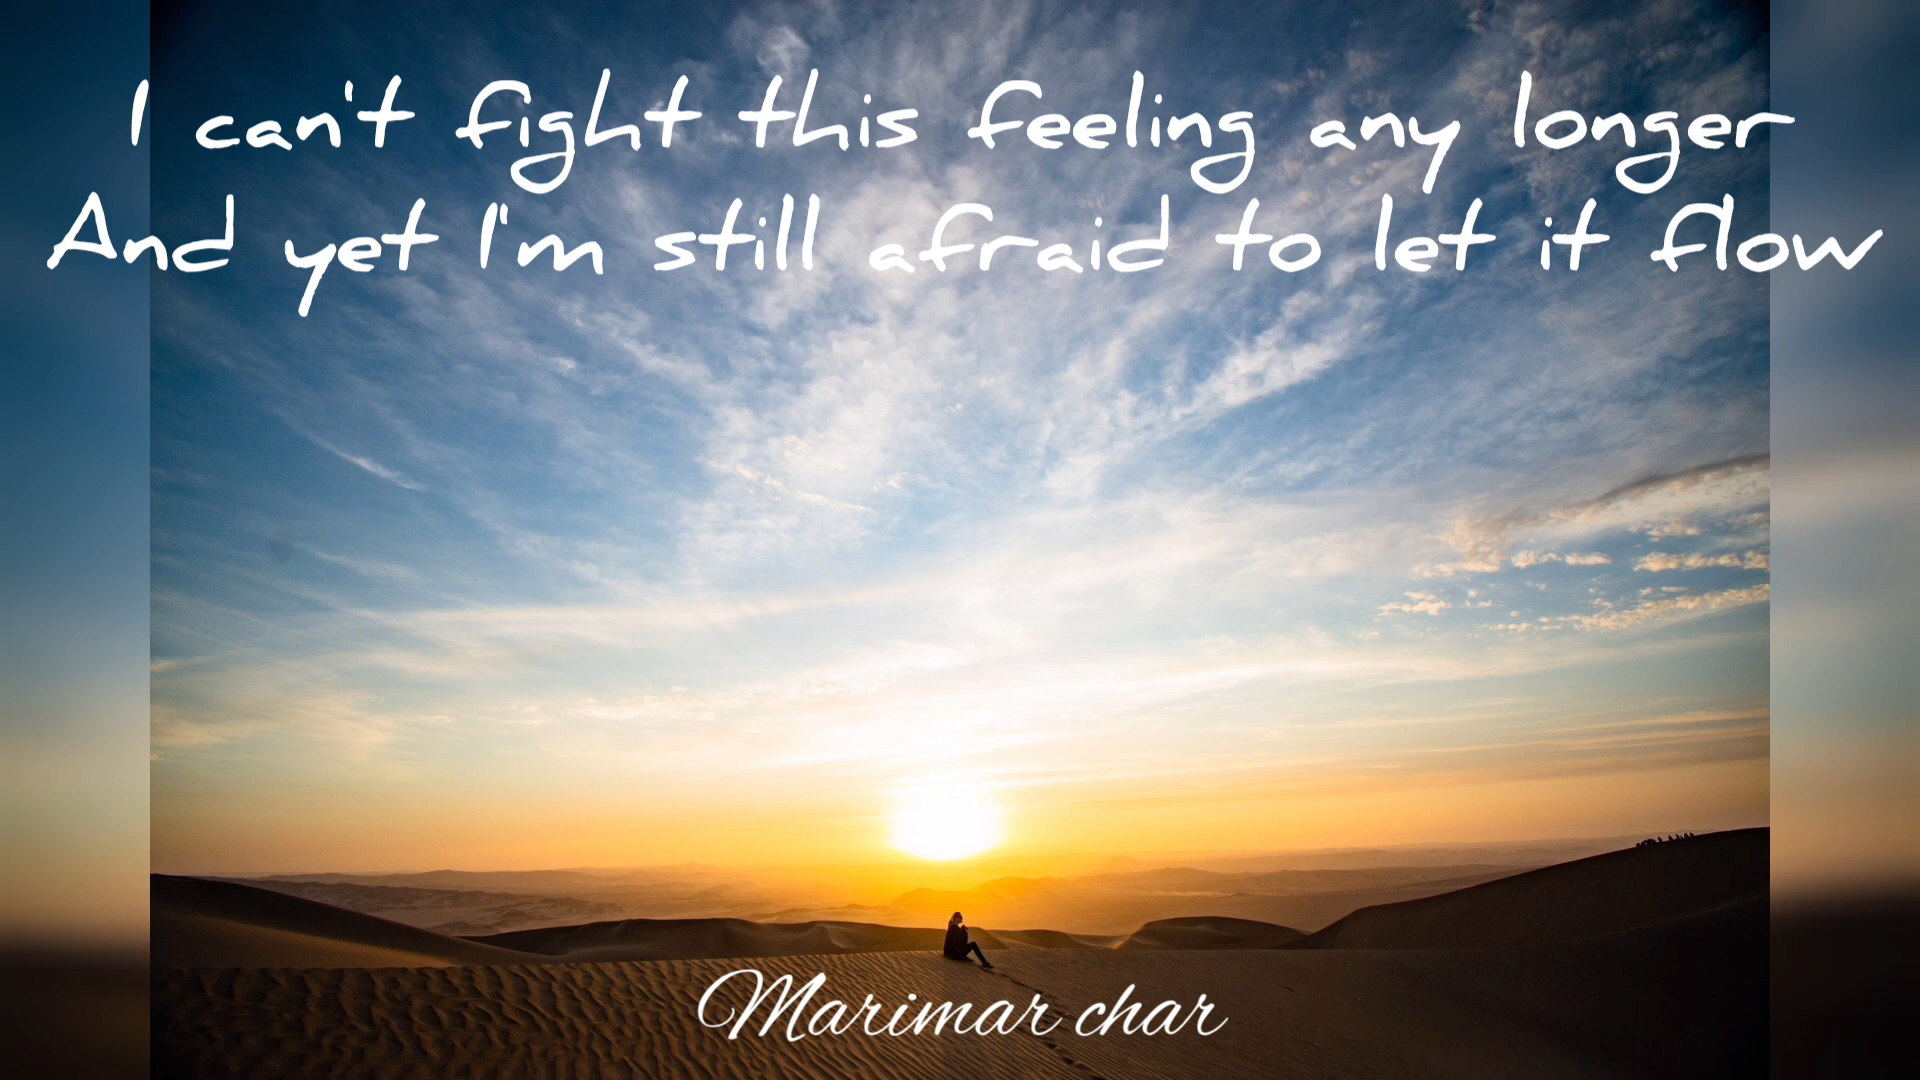 I can't fight this feeling any longer
And yet I'm still afraid to let it flow
Marimar char